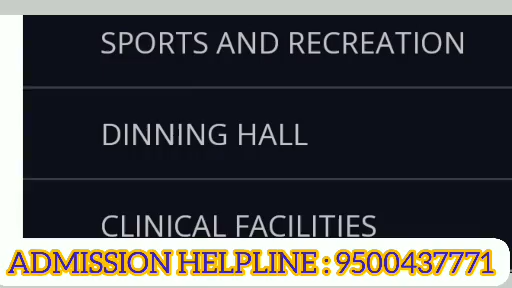 SPORTS AND RECREATION
DINNING HALL
CLINICAL FACILITIES
ADMISSION HELPLINE : 9500437771